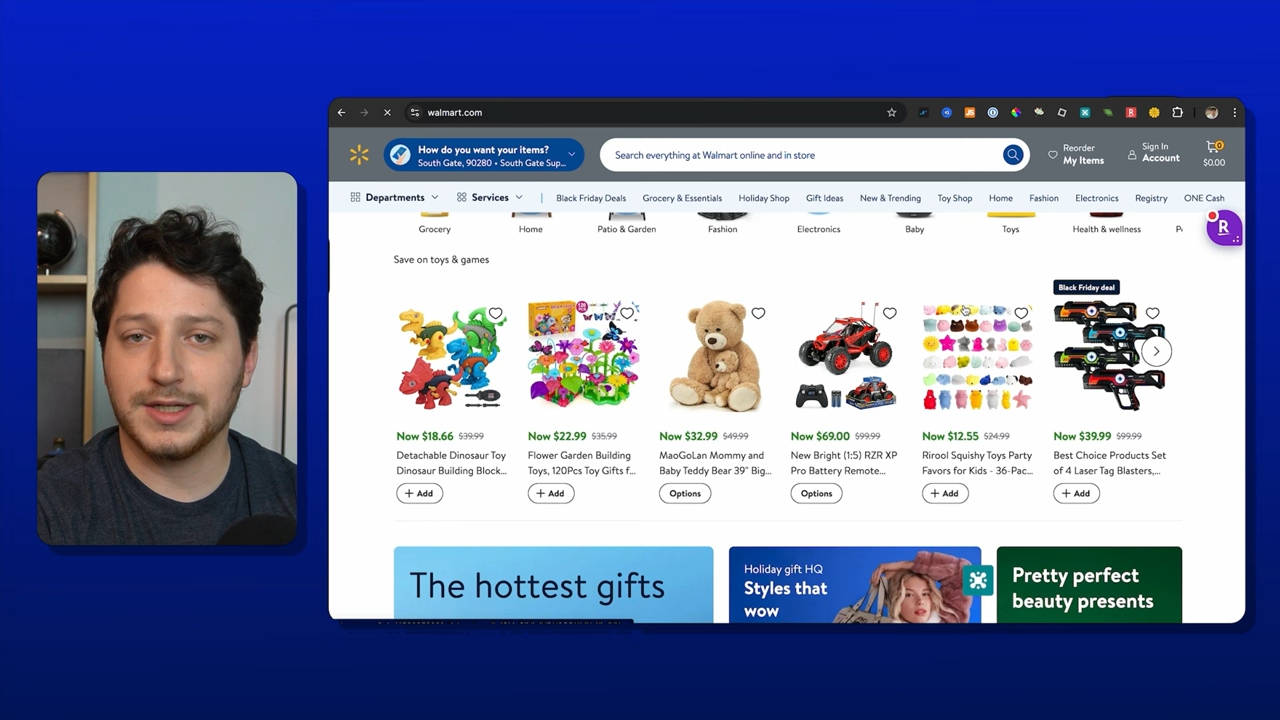 walmart.com
How do you want your items?
South Gate, 90280 • South Gate Sup...
Search everything at Walmart online and in store
Reorder
My Items
Sign In
Account
0
$0.00
Departments
Services
Black Friday Deals
Grocery & Essentials
Holiday Shop
Gift Ideas
New & Trending
Toy Shop
Home
Fashion
Electronics
Registry
ONE Cash
Grocery
Home
Patio & Garden
Fashion
Electronics
Baby
Toys
Health & wellness
R
Save on toys & games
Black Friday deal
Now $18.66 $39.99
Detachable Dinosaur Toy
Dinosaur Building Block...
+ Add
Now $22.99 $35.99
Flower Garden Building
Toys, 120Pcs Toy Gifts f...
+ Add
Now $32.99 $49.99
MaoGoLan Mommy and
Baby Teddy Bear 39" Big...
Options
Now $69.00 $99.99
New Bright (1:5) RZR XP
Pro Battery Remote...
Options
Now $12.55 $24.99
Rirool Squishy Toys Party
Favors for Kids - 36-Pac...
+ Add
Now $39.99 $99.99
Best Choice Products Set
of 4 Laser Tag Blasters,...
+ Add
The hottest gifts
Holiday gift HQ
Styles that
wow
Pretty perfect
beauty presents